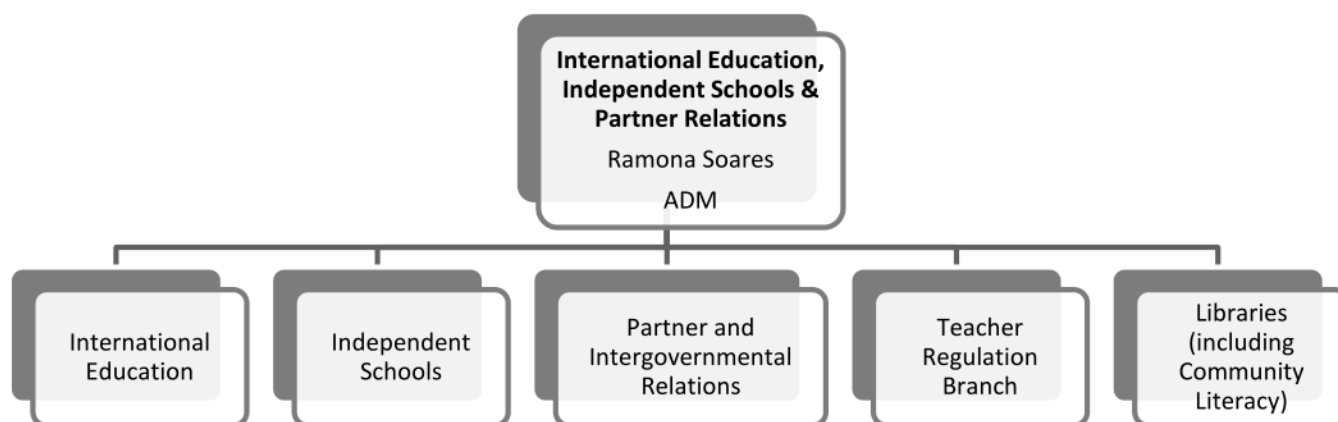 International Education,
Independent Schools &
Partner Relations
Ramona Soares
ADM
International
Education
Independent
Schools
Partner and
Intergovernmental
Relations
Teacher
Regulation
Branch
Libraries
(including
Community
Literacy)